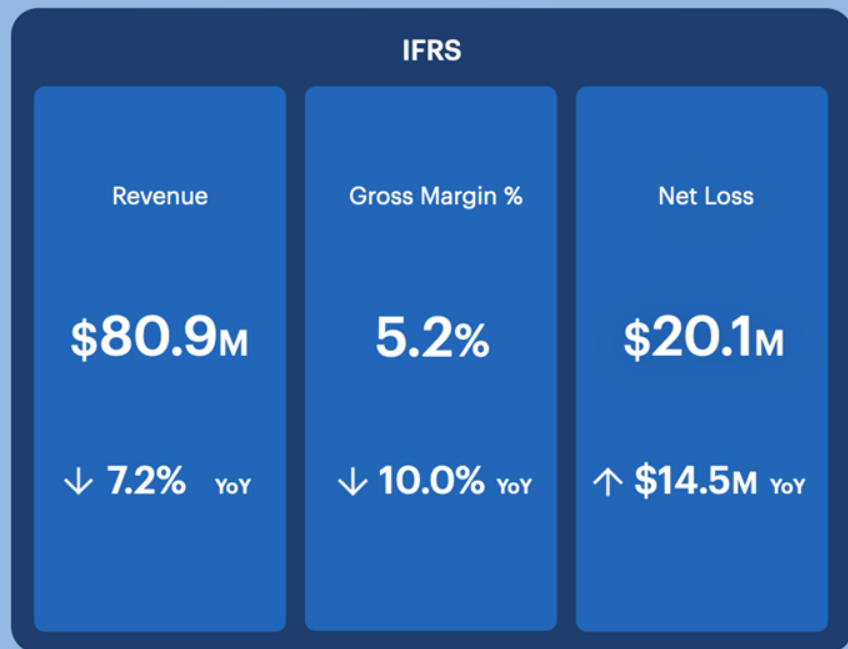 IFRS
Revenue
$80.9M
↓ 7.2% YoY
Gross Margin %
5.2%
↓ 10.0% YoY
Net Loss
$20.1M
↑ $14.5M YoY